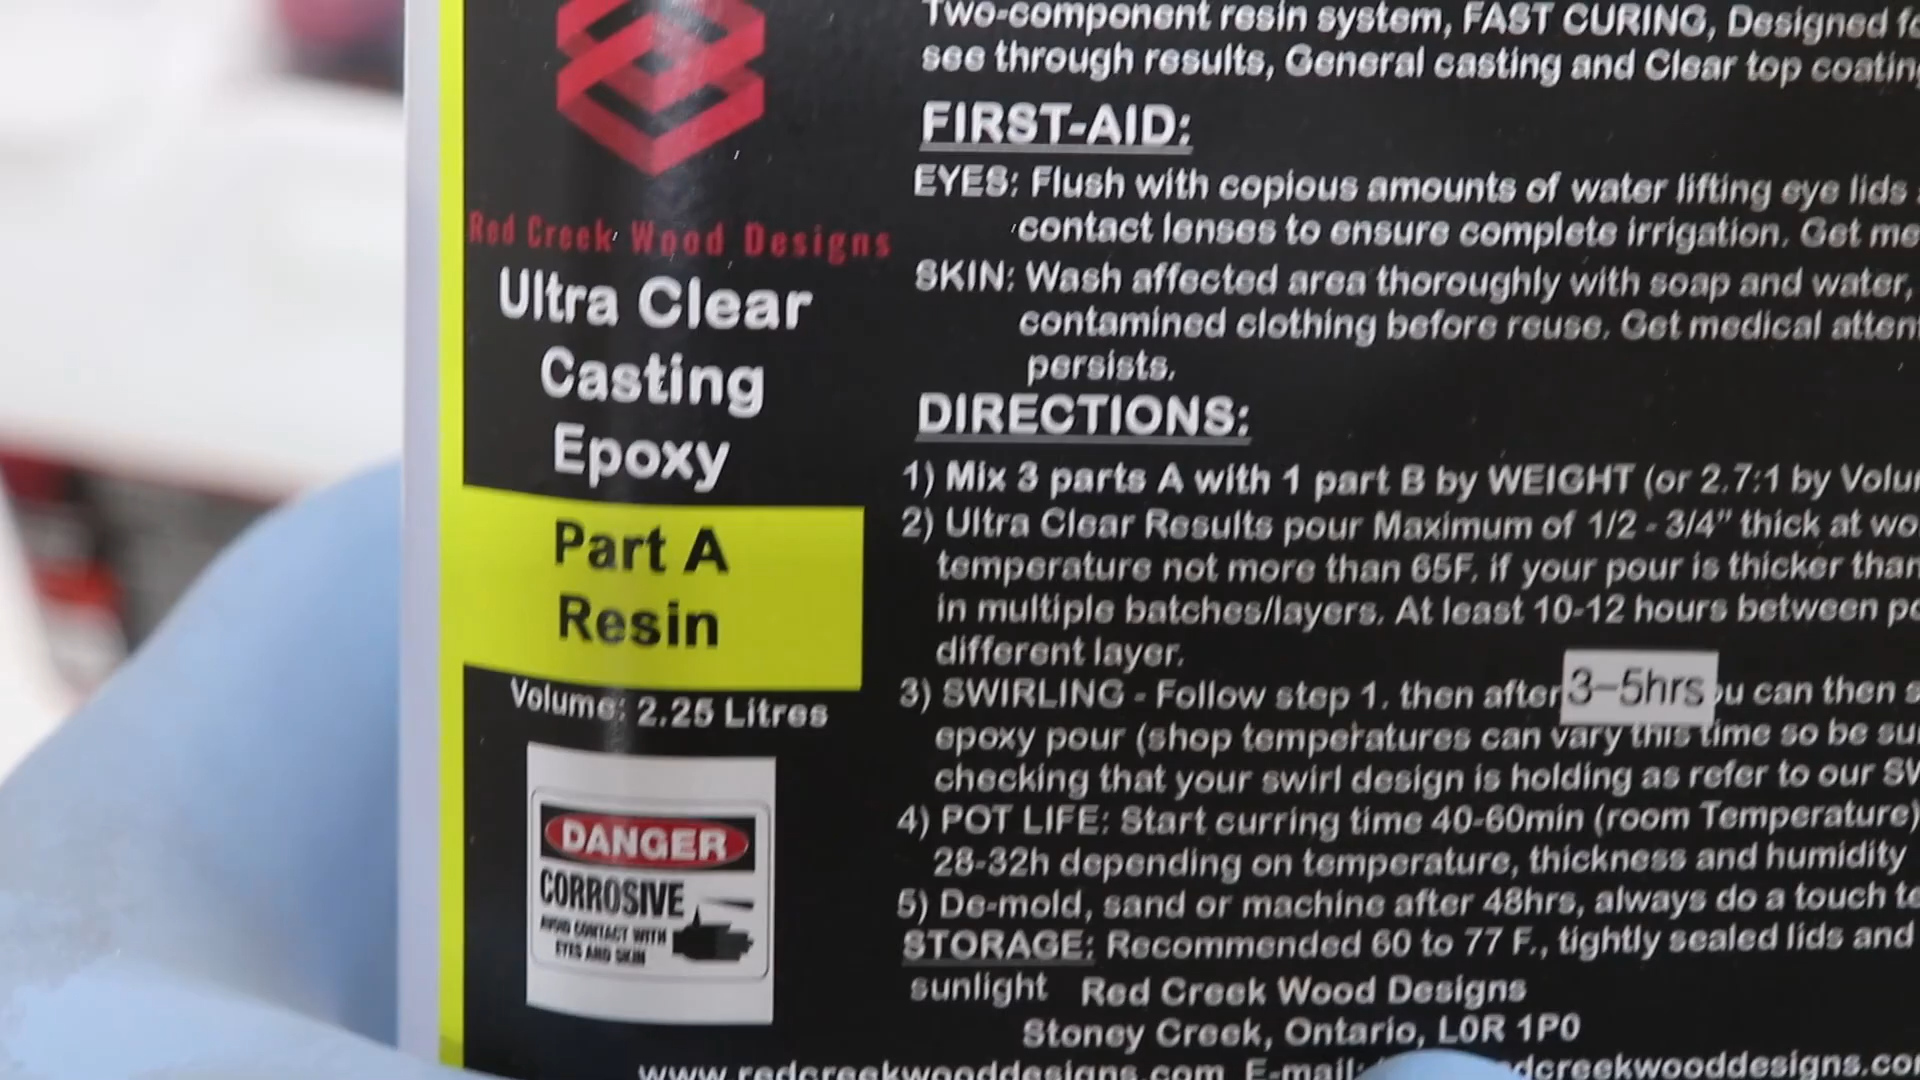 Red Creek Wood Designs
Ultra Clear
Casting
Epoxy
Part A
Resin
Volume: 2.25 Litres
DANGER
CORROSIVE
AVOID CONTACT WITH
EYES AND SKIN
Two-component resin system, FAST CURING, Designed
see through results, General casting and Clear top
FIRST-AID:
EYES: Flush with copious amounts of water lifting eye lids
contact lenses to ensure complete irrigation. Get
SKIN: Wash affected area thoroughly with soap and water,
contamined clothing before reuse. Get medical
persists.
DIRECTIONS:
1) Mix 3 parts A with 1 part B by WEIGHT (or 2.7:1 by
2) Ultra Clear Results pour Maximum of 1/2 - 3/4" thick at
temperature not more than 65F. if your pour is thicker than
in multiple batches/layers. At least 10-12 hours between
different layer.
3) SWIRLING - Follow step 1. then after 3-5hrs can then
epoxy pour (shop temperatures can vary this time so be
checking that your swirl design is holding as refer to our
4) POT LIFE: Start curring time 40-60min (room Temperature)
28-32h depending on temperature, thickness and humidity
5) De-mold, sand or machine after 48hrs, always do a touch
STORAGE: Recommended 60 to 77 F., tightly sealed lids and
sunlight Red Creek Wood Designs
Stoney Creek, Ontario, L0R 1P0
www.redcreekwooddesigns.com E-mail: